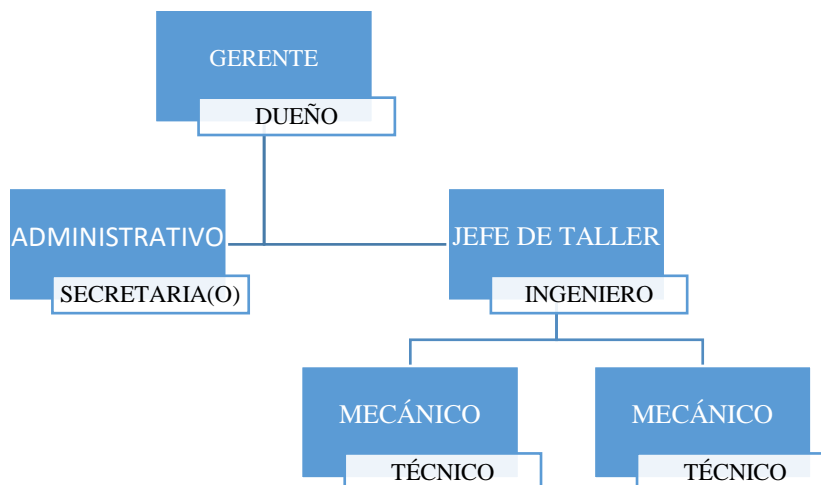 GERENTE
DUEÑO
ADMINISTRATIVO
SECRETARIA(O)
JEFE DE TALLER
INGENIERO
MECÁNICO
TÉCNICO
MECÁNICO
TÉCNICO